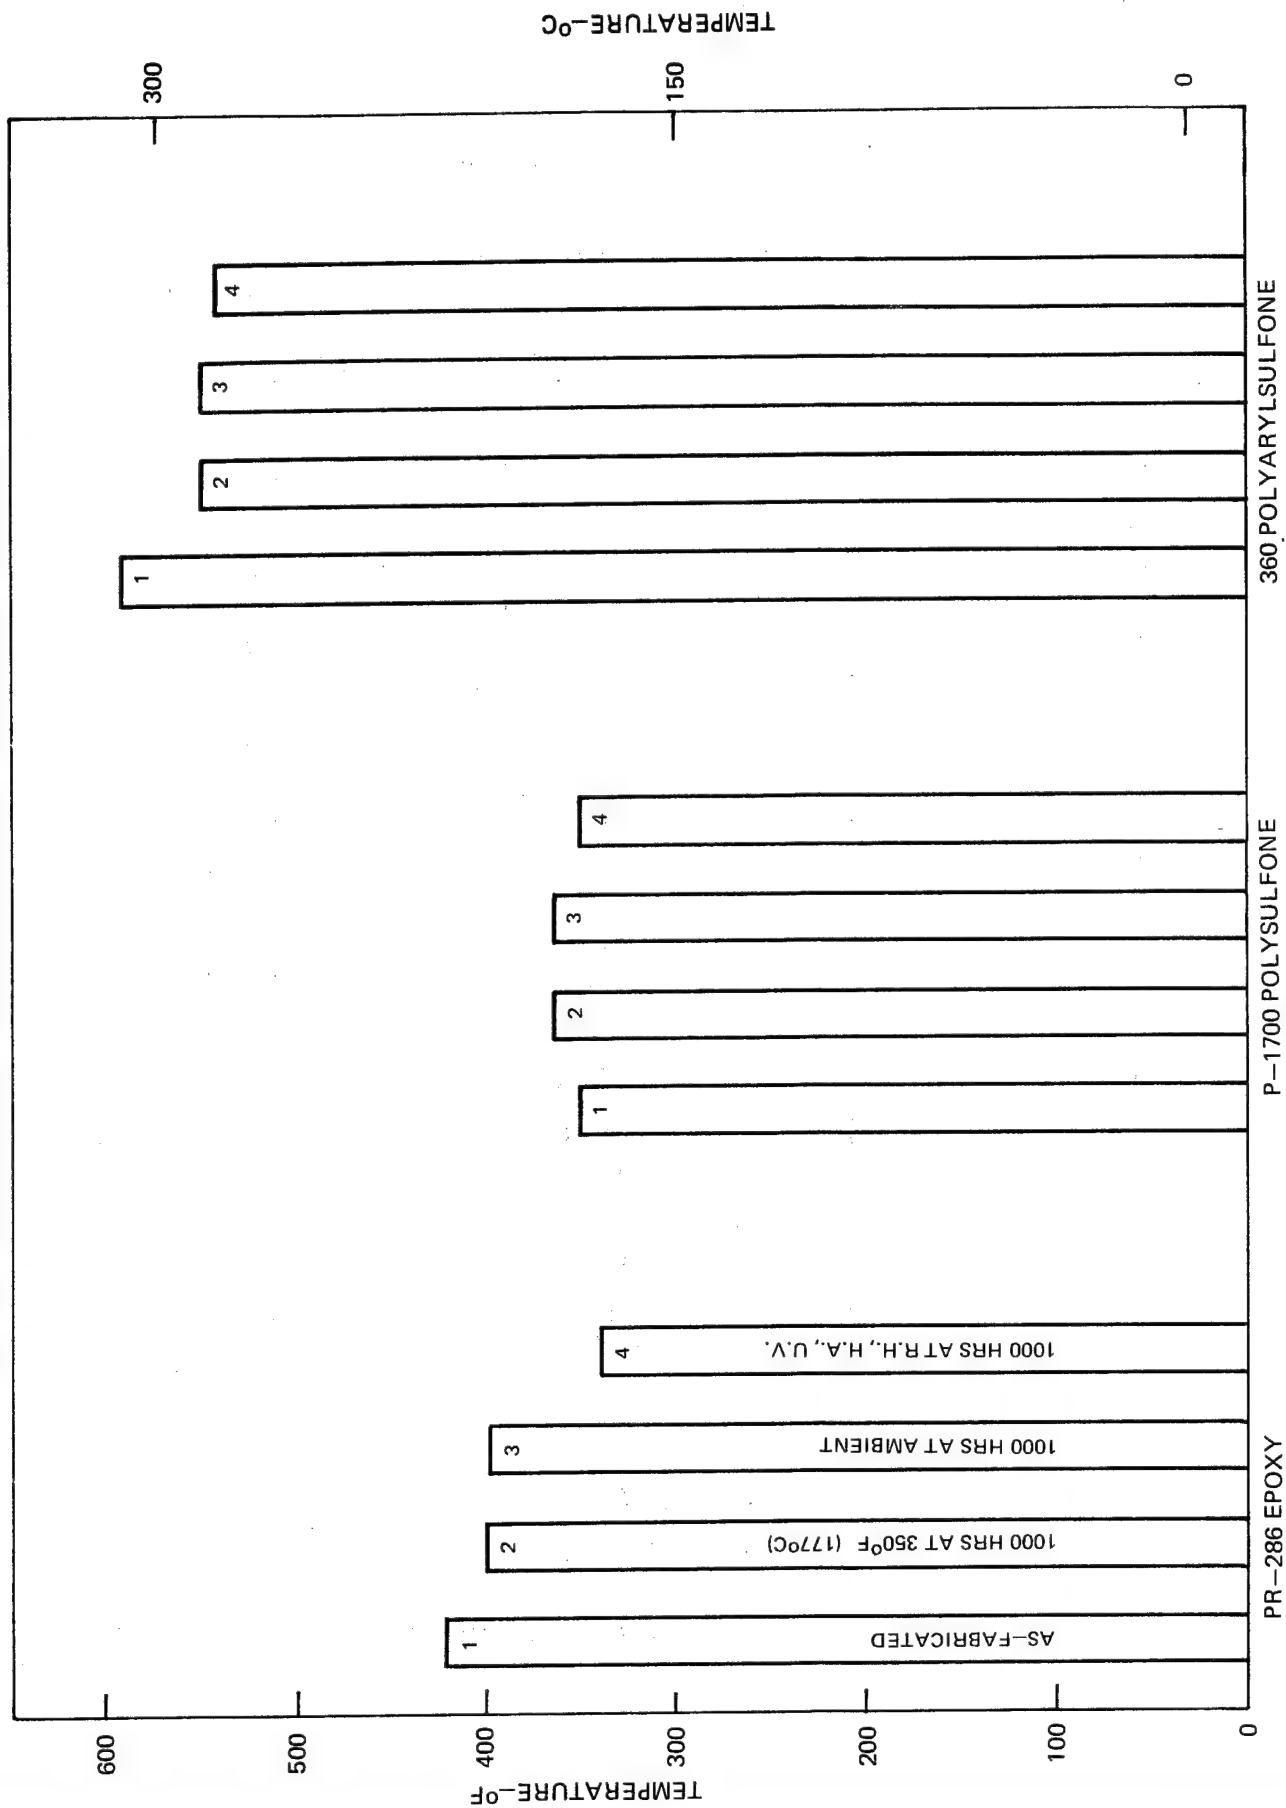 TEMPERATURE-°F
600
500
400
300
200
100
0
1
AS-FABRICATED
2
1000 HRS AT 350°F (177°C)
3
1000 HRS AT AMBIENT
4
1000 HRS AT R.H., H.A., U.V.
PR-286 EPOXY
1
2
3
4
P-1700 POLYSULFONE
1
2
3
4
360 POLYARYLSULFONE
300
150
0
TEMPERATURE-°C